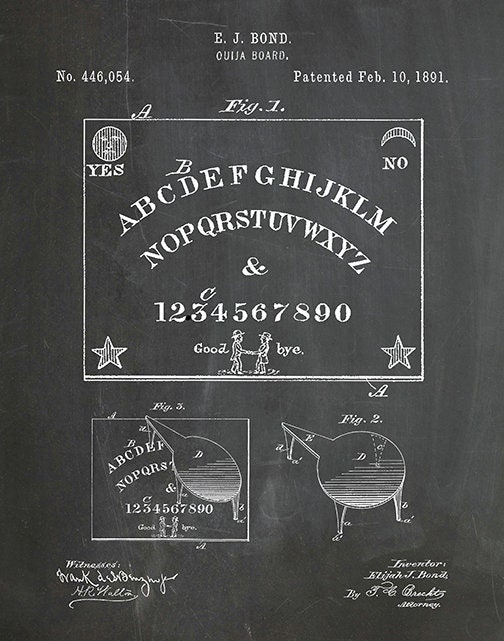 E. J. BOND.
OUIJA BOARD.
No. 446,054. Patented Feb. 10, 1891.
Fig. 1.
A
YES NO
B
ABCDEFGHIJKLM
NOPQRSTUVWXYZ
&
C
1234567890
Good bye.
A
Fig. 3. Fig. 2.
A
d
B
D
ABCDEF
NOPQRS
&
C
1234567890
Good bye.
a
b
a'
A
d
E
D
c
a'
b
a'
Witnesses:
H.R. Walton
Inventor:
Elijah J. Bond,
By
Attorney.